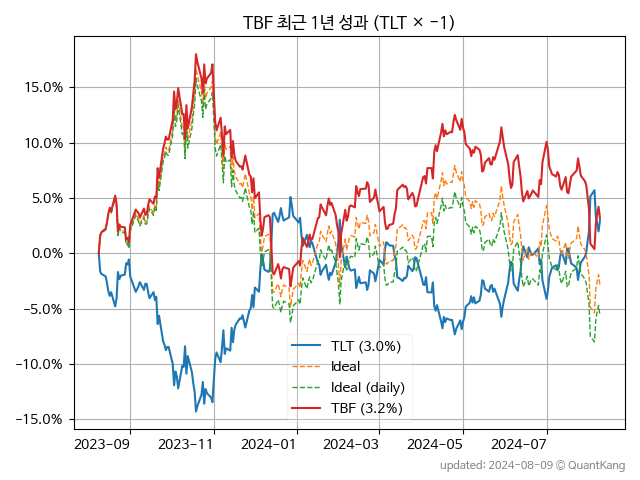 TBF 최근 1년 성과 (TLT × −1)
15.0%
10.0%
5.0%
0.0%
−5.0%
−10.0%
−15.0%
TLT (3.0%)
Ideal
Ideal (daily)
TBF (3.2%)
2023-09 2023-11 2024-01 2024-03 2024-05 2024-07
updated: 2024-08-09 © QuantKang